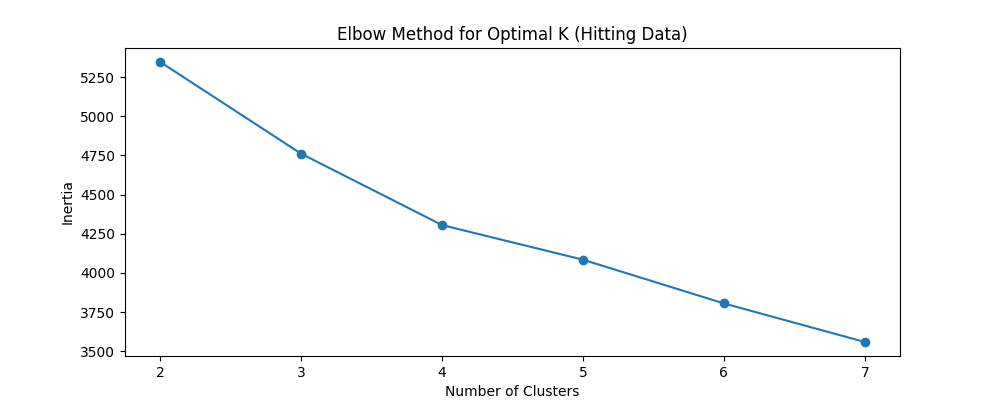 Elbow Method for Optimal K (Hitting Data)
Inertia
5250
5000
4750
4500
4250
4000
3750
3500
2 3 4 5 6 7
Number of Clusters